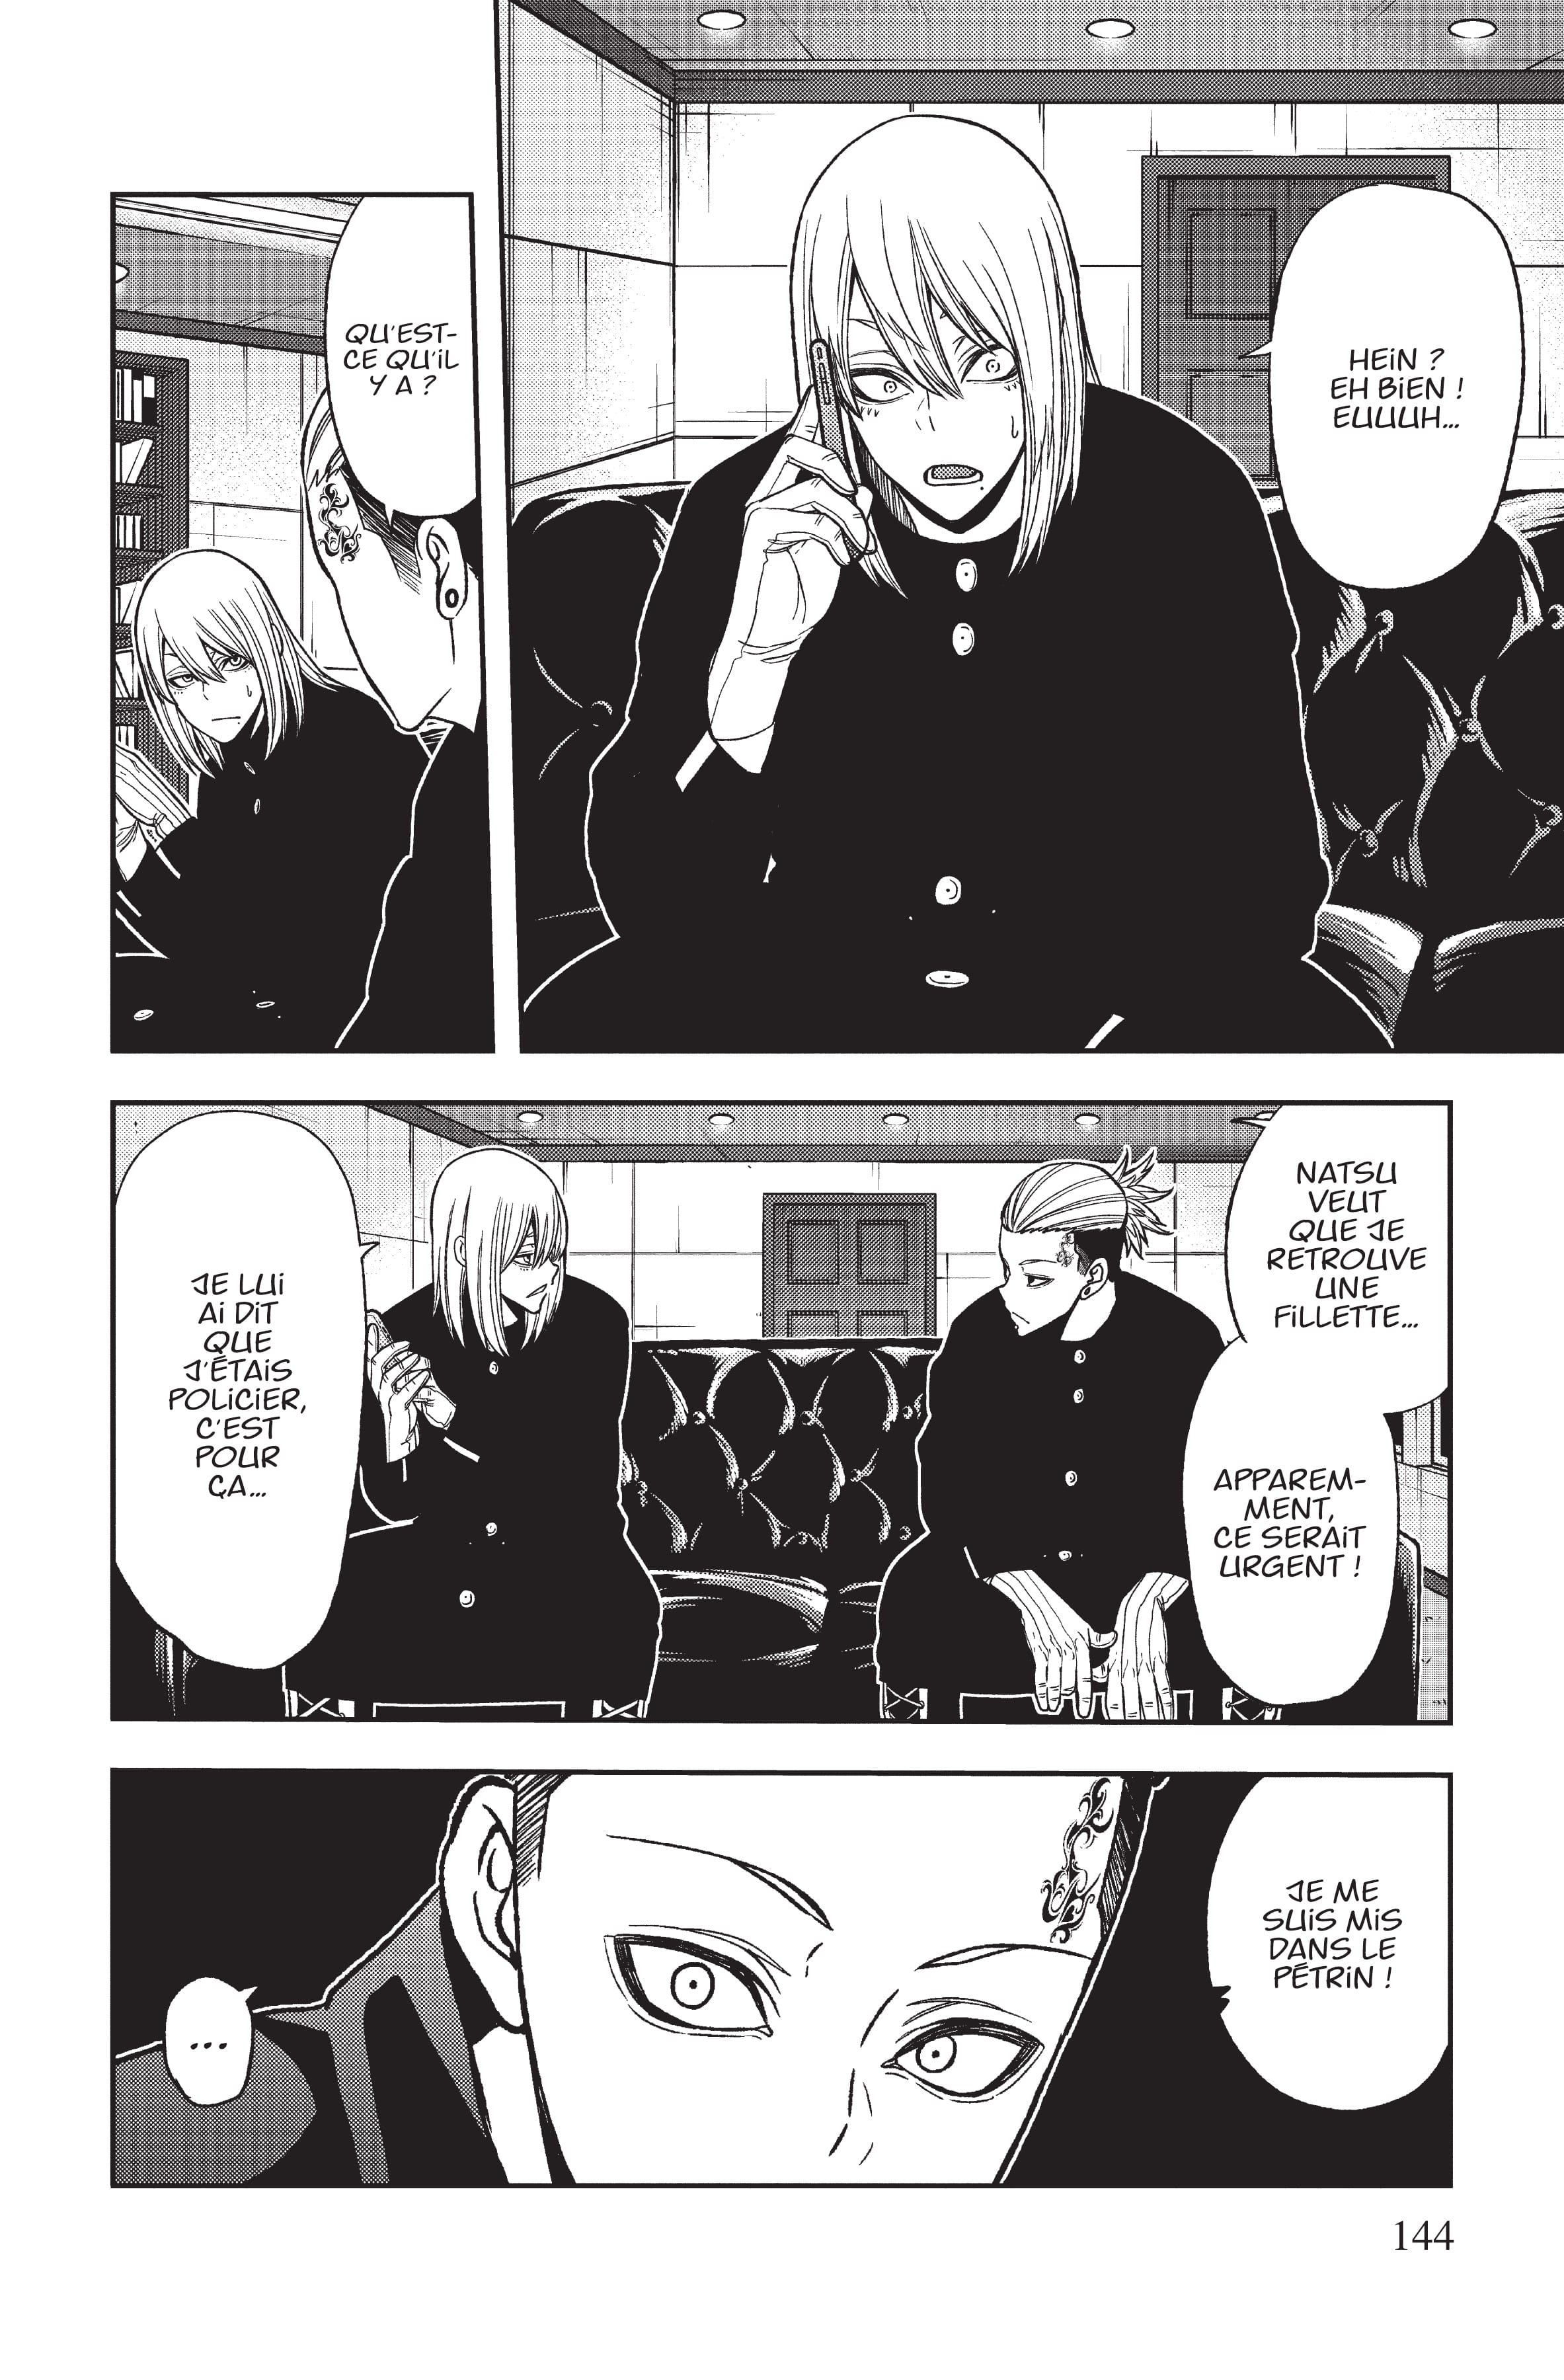 HEIN ?
EH BIEN !
EUUUH...
QU'EST-
CE QU'IL
Y A ?
NATSU
VEUT
QUE JE
RETROUVE
UNE
FILLETTE...
APPAREM-
MENT,
CE SERAIT
URGENT !
JE LUI
AI DIT
QUE
J'ÉTAIS
POLICIER,
C'EST
POUR
ÇA...
JE ME
SUIS MIS
DANS LE
PÉTRIN !
...
144